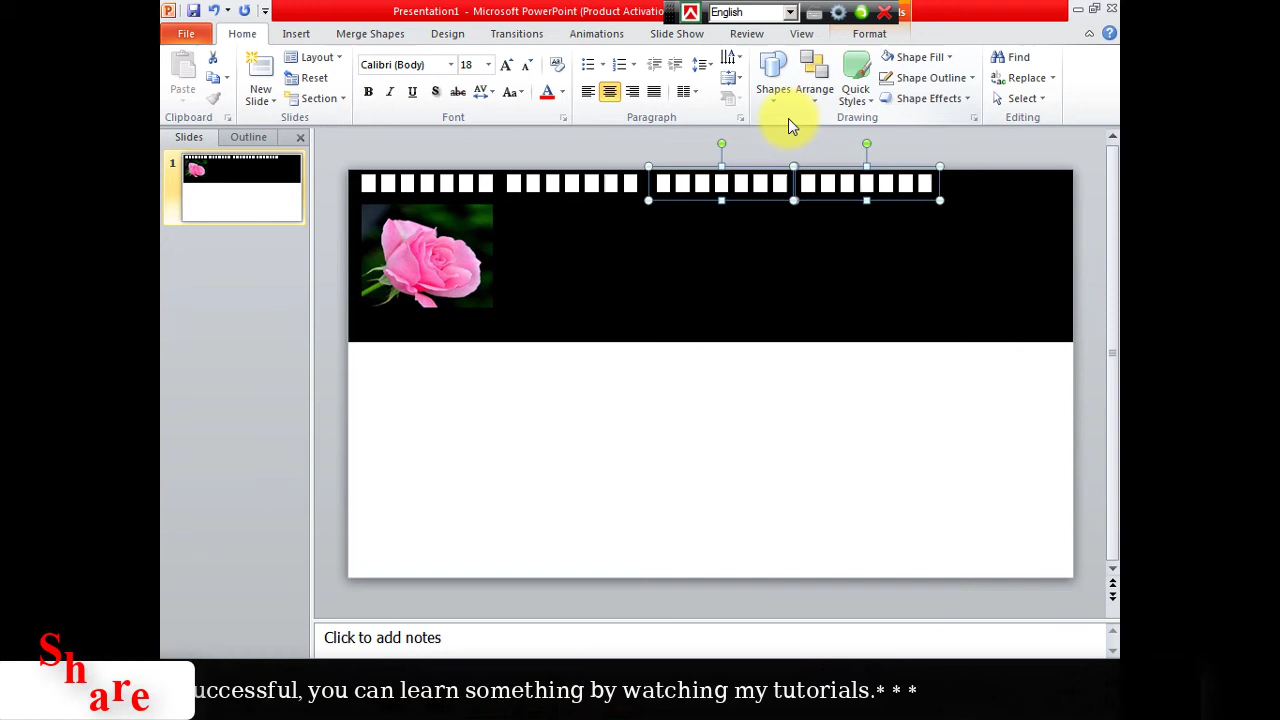 Presentation1 - Microsoft PowerPoint (Product Activatio
English
File
Home
Insert
Merge Shapes
Design
Transitions
Animations
Slide Show
Review
View
Format
Paste
Clipboard
New
Slide
Layout
Reset
Section
Slides
Calibri (Body)
18
A
A
B
I
U
S
abc
AV
Aa
A
Font
Paragraph
Shapes
Arrange
Quick
Styles
Shape Fill
Shape Outline
Shape Effects
Drawing
Find
Replace
Select
Editing
Slides
Outline
1
Click to add notes
Share
uccessful, you can learn something by watching my tutorials.* * *